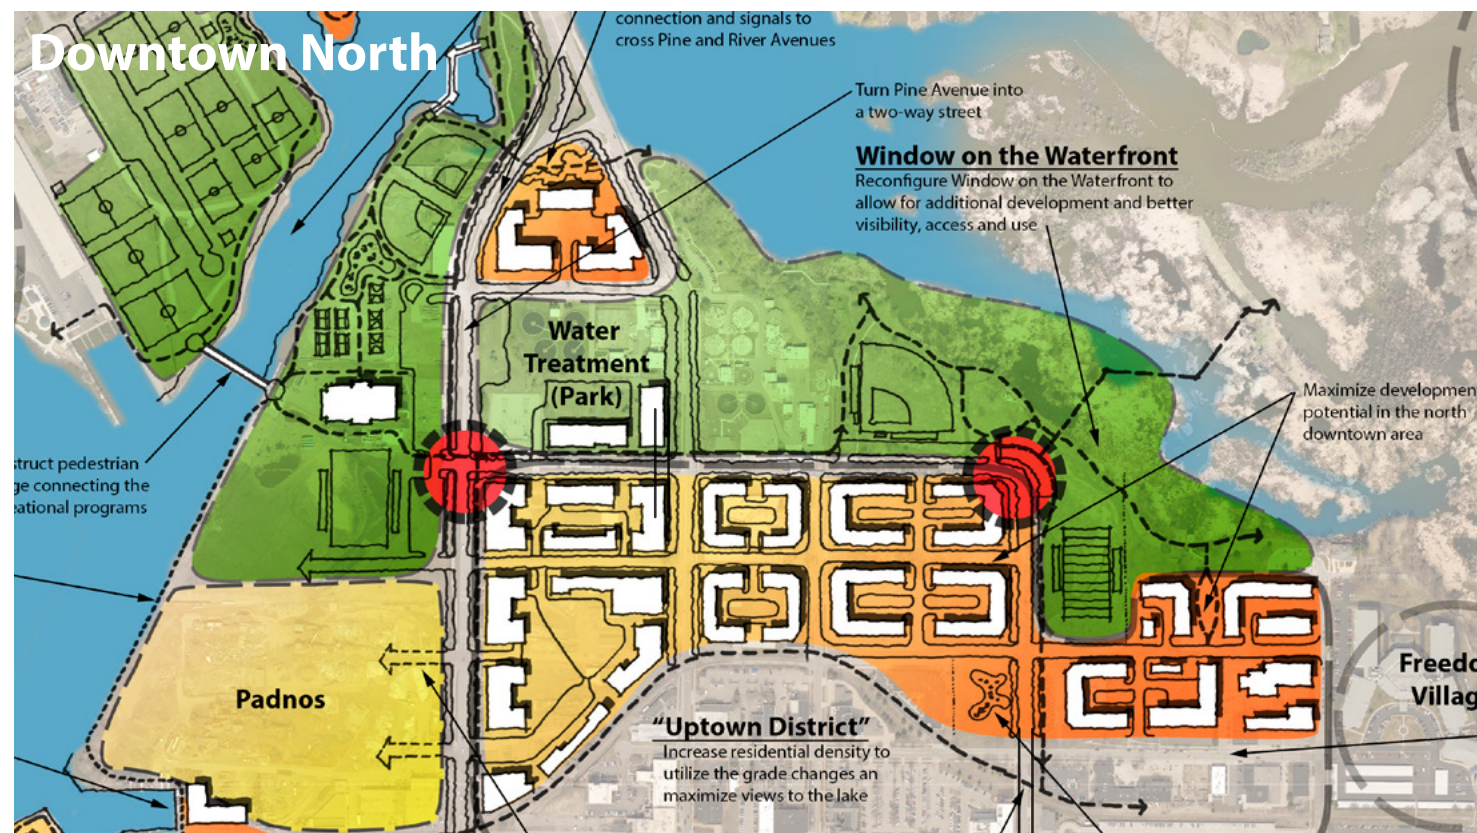 connection and signals to
cross Pine and River Avenues
Downtown North
Turn Pine Avenue into
a two-way street
Window on the Waterfront
Reconfigure Window on the Waterfront to
allow for additional development and better
visibility, access and use
Water
Treatment
(Park)
Maximize developmen
potential in the north
downtown area
struct pedestrian
ge connecting the
eational programs
Padnos
Freedo
Villag
"Uptown District"
Increase residential density to
utilize the grade changes an
maximize views to the lake